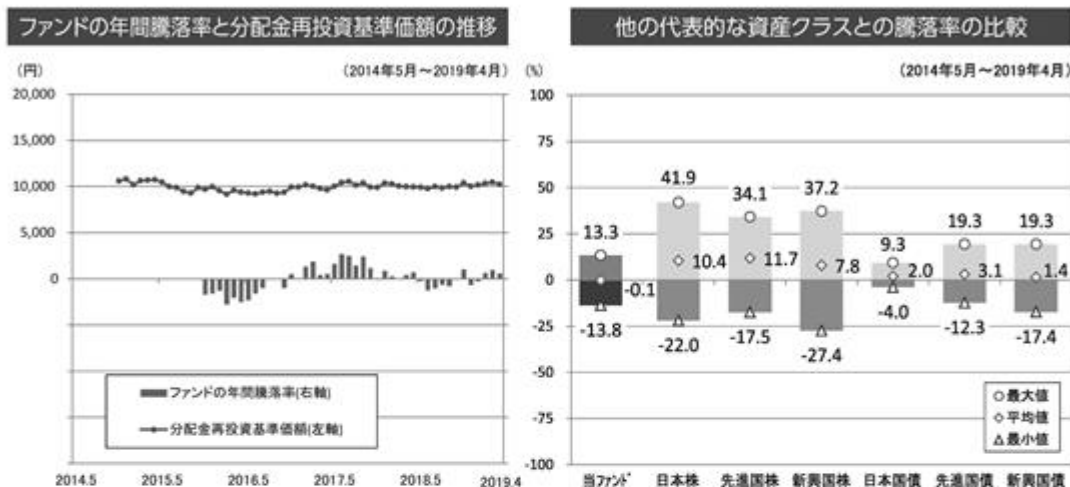 ファンドの年間騰落率と分配金再投資基準価額の推移
(円)
(2014年5月~2019年4月)
20,000
15,000
10,000
5,000
0
ファンドの年間騰落率(右軸)
分配金再投資基準価額(左軸)
2014.5 2015.5 2016.5 2017.5 2018.5 2019.4
他の代表的な資産クラスとの騰落率の比較
(%)
(2014年5月~2019年4月)
100
75
50
25
0
-25
-50
-75
-100
13.3 41.9 34.1 37.2 9.3 19.3 19.3
-0.1 10.4 11.7 7.8 2.0 3.1 1.4
-13.8 -22.0 -17.5 -27.4 -4.0 -12.3 -17.4
○最大値
◇平均値
△最小値
当ファンド 日本株 先進国株 新興国株 日本国債 先進国債 新興国債